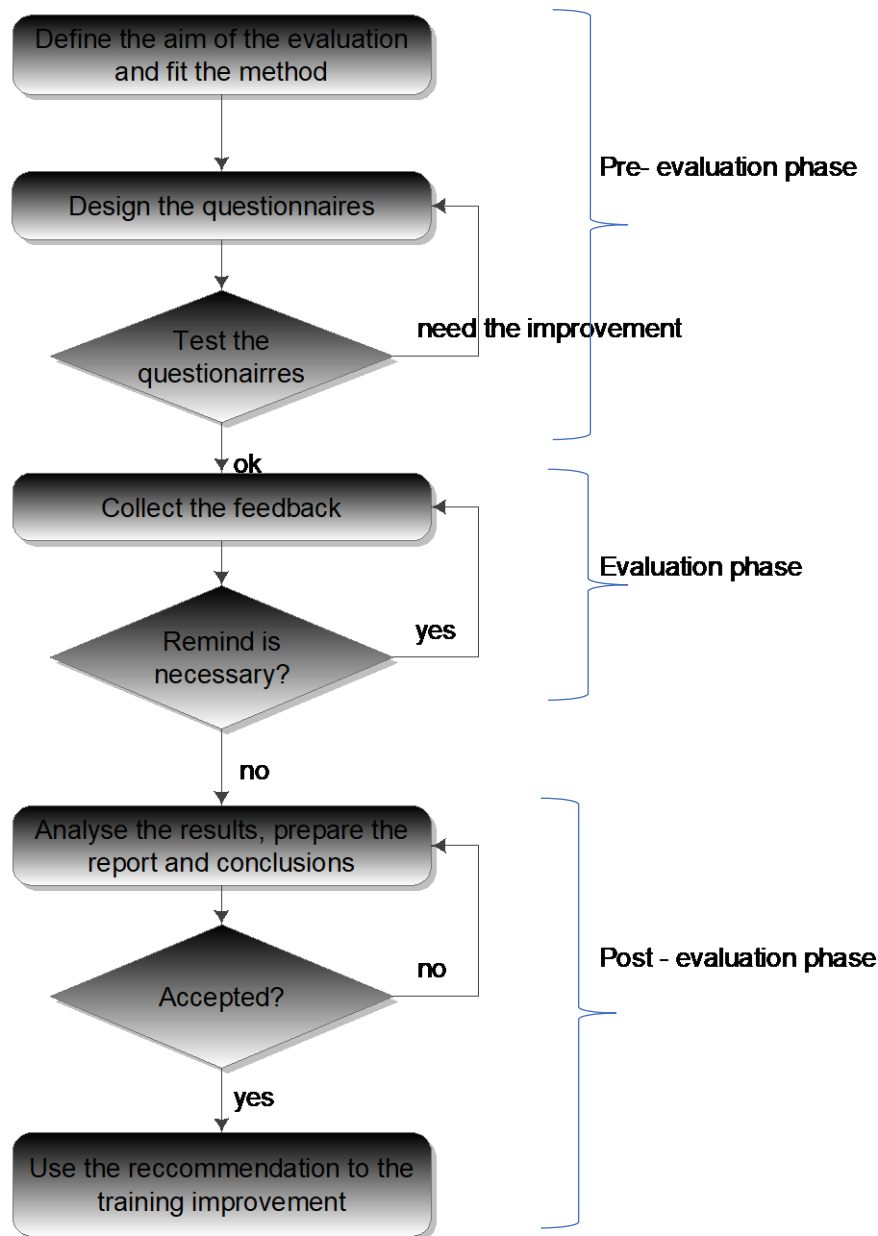 Define the aim of the evaluation
and fit the method
Pre- evaluation phase
Design the questionnaires
need the improvement
Test the
questionairres
ok
Collect the feedback
Evaluation phase
yes
Remind is
necessary?
no
Analyse the results, prepare the
report and conclusions
Post - evaluation phase
no
Accepted?
yes
Use the reccommendation to the
training improvement